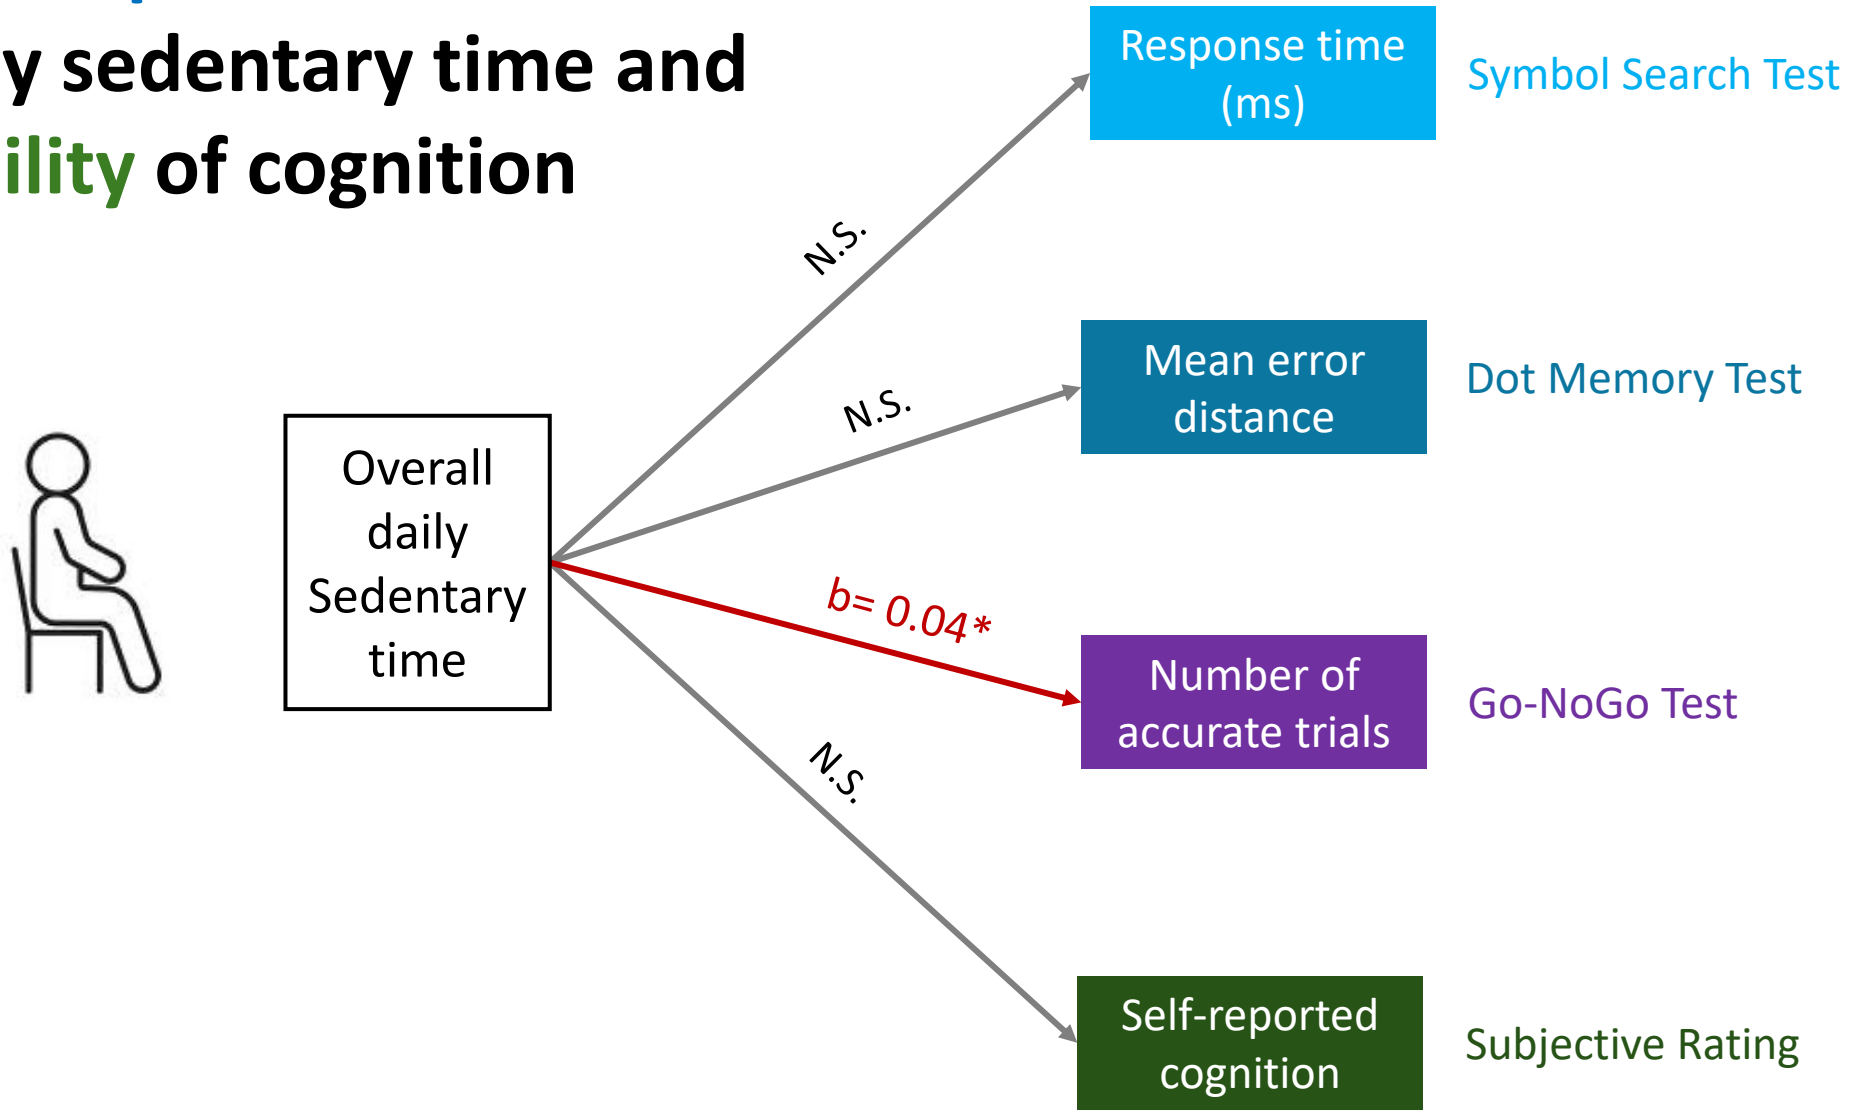 y sedentary time and
ility of cognition
Response time
(ms)
Symbol Search Test
N.S.
Mean error
distance
Dot Memory Test
N.S.
Overall
daily
Sedentary
time
b= 0.04*
Number of
accurate trials
Go-NoGo Test
N.S.
Self-reported
cognition
Subjective Rating